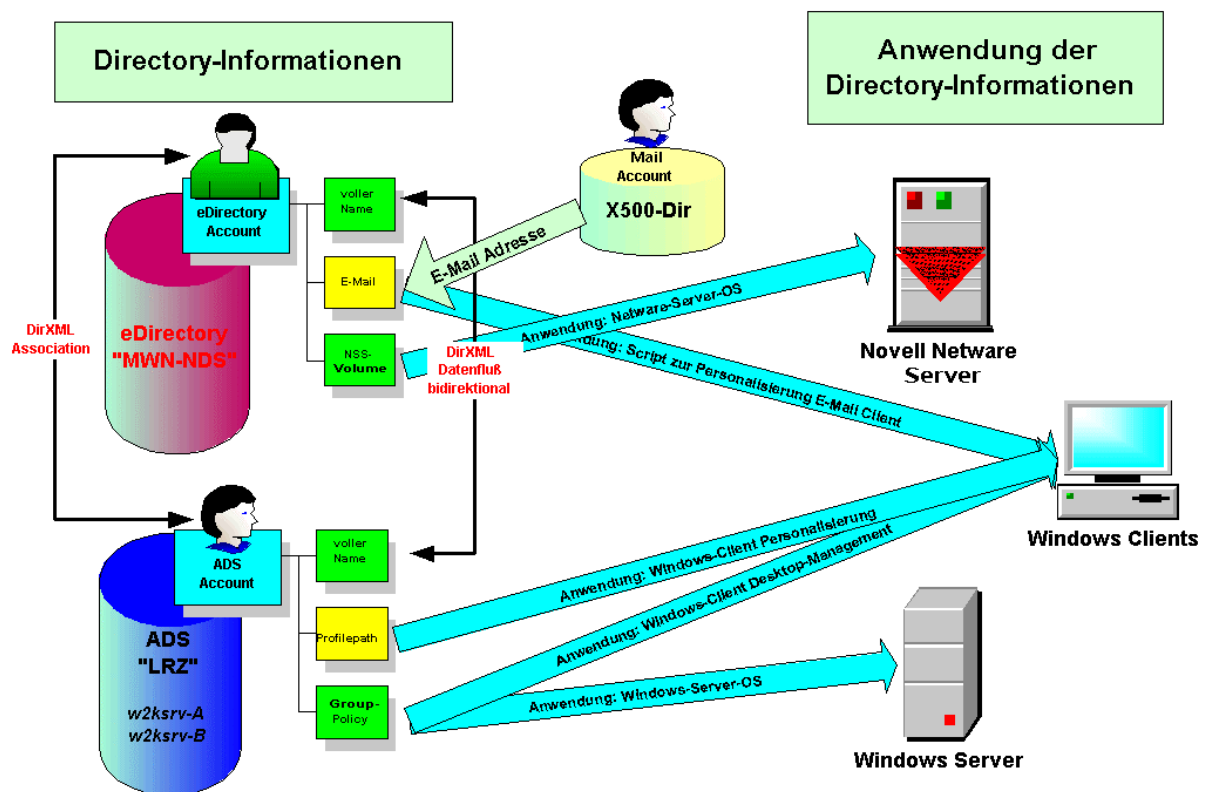 Directory-Informationen
Anwendung der
Directory-Informationen
Mail
Account
X500-Dir
eDirectory
Account
voller
Name
E-Mail
NSS-
Volume
E-Mail Adresse
DirXML
Association
eDirectory
"MWN-NDS"
Anwendung: Netware-Server-OS
ndung: Script zur Personalisierung E-Mail Client
DirXML
Datenfluß
bidirektional
Novell Netware
Server
Windows Clients
ADS
Account
voller
Name
Profilepath
Group-
Policy
ADS
"LRZ"
w2ksrv-A
w2ksrv-B
Anwendung: Windows-Client Personalisierung
Anwendung: Windows-Client Desktop-Management
Anwendung: Windows-Server-OS
Windows Server